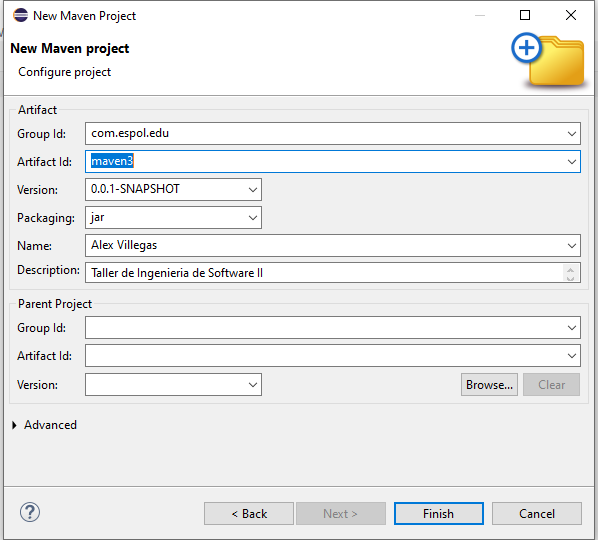 New Maven Project
New Maven project
Configure project
Artifact
Group Id: com.espol.edu
Artifact Id: maven3
Version: 0.0.1-SNAPSHOT
Packaging: jar
Name: Alex Villegas
Description: Taller de Ingenieria de Software II
Parent Project
Group Id:
Artifact Id:
Version: Browse... Clear
Advanced
? < Back Next > Finish Cancel